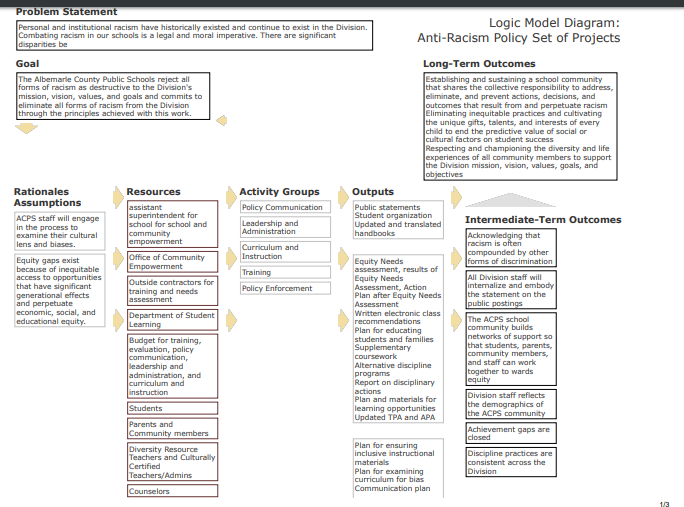 Problem Statement
Personal and institutional racism have historically existed and continue to exist in the Division.
Combating racism in our schools is a legal and moral imperative. There are significant
disparities be
Logic Model Diagram:
Anti-Racism Policy Set of Projects
Goal
The Albemarle County Public Schools reject all
forms of racism as destructive to the Division's
mission, vision, values, and goals and commits to
eliminate all forms of racism from the Division
through the principles achieved with this work.
Long-Term Outcomes
Establishing and sustaining a school community
that shares the collective responsibility to address,
eliminate, and prevent actions, decisions, and
outcomes that result from and perpetuate racism
Eliminating inequitable practices and cultivating
the unique gifts, talents, and interests of every
child to end the predictive value of social or
cultural factors on student success
Respecting and championing the diversity and life
experiences of all community members to support
the Division mission, vision, values, goals, and
objectives
Rationales
Assumptions
ACPS staff will engage
in the process to
examine their cultural
lens and biases.
Equity gaps exist
because of inequitable
access to opportunities
that have significant
generational effects
and perpetuate
economic, social, and
educational equity.
Resources
assistant
superintendent for
school for school and
community
empowerment
Office of Community
Empowerment
Outside contractors for
training and needs
assessment
Department of Student
Learning
Budget for training,
evaluation, policy
communication,
leadership and
administration, and
curriculum and
instruction
Students
Parents and
Community members
Diversity Resource
Teachers and Culturally
Certified
Teachers/Admins
Counselors
Activity Groups
Policy Communication
Leadership and
Administration
Curriculum and
Instruction
Training
Policy Enforcement
Outputs
Public statements
Student organization
Updated and translated
handbooks
Equity Needs
assessment, results of
Equity Needs
Assessment, Action
Plan after Equity Needs
Assessment
Written electronic class
recommendations
Plan for educating
students and families
Supplementary
coursework
Alternative discipline
programs
Report on disciplinary
actions
Plan and materials for
learning opportunities
Updated TPA and APA
Plan for ensuring
inclusive instructional
materials
Plan for examining
curriculum for bias
Communication plan
Intermediate-Term Outcomes
Acknowledging that
racism is often
compounded by other
forms of discrimination
All Division staff will
internalize and embody
the statement on the
public postings
The ACPS school
community builds
networks of support so
that students, parents,
community members,
and staff can work
together to wards
equity
Division staff reflects
the demographics of
the ACPS community
Achievement gaps are
closed
Discipline practices are
consistent across the
Division
1/3